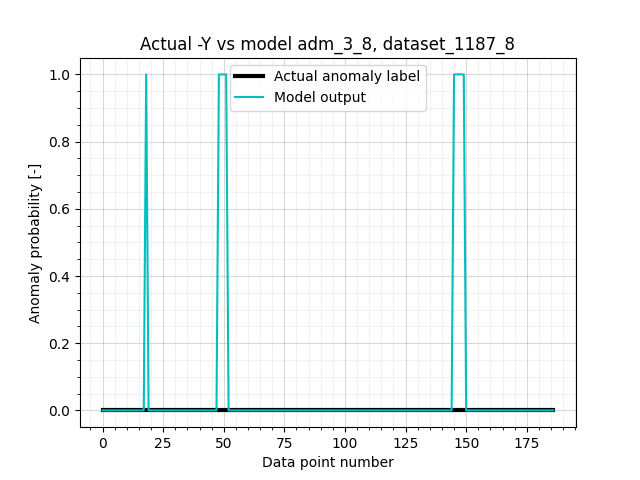 Actual -Y vs model adm_3_8, dataset_1187_8
Actual anomaly label
Model output
Anomaly probability [-]
1.0
0.8
0.6
0.4
0.2
0.0
0 25 50 75 100 125 150 175
Data point number